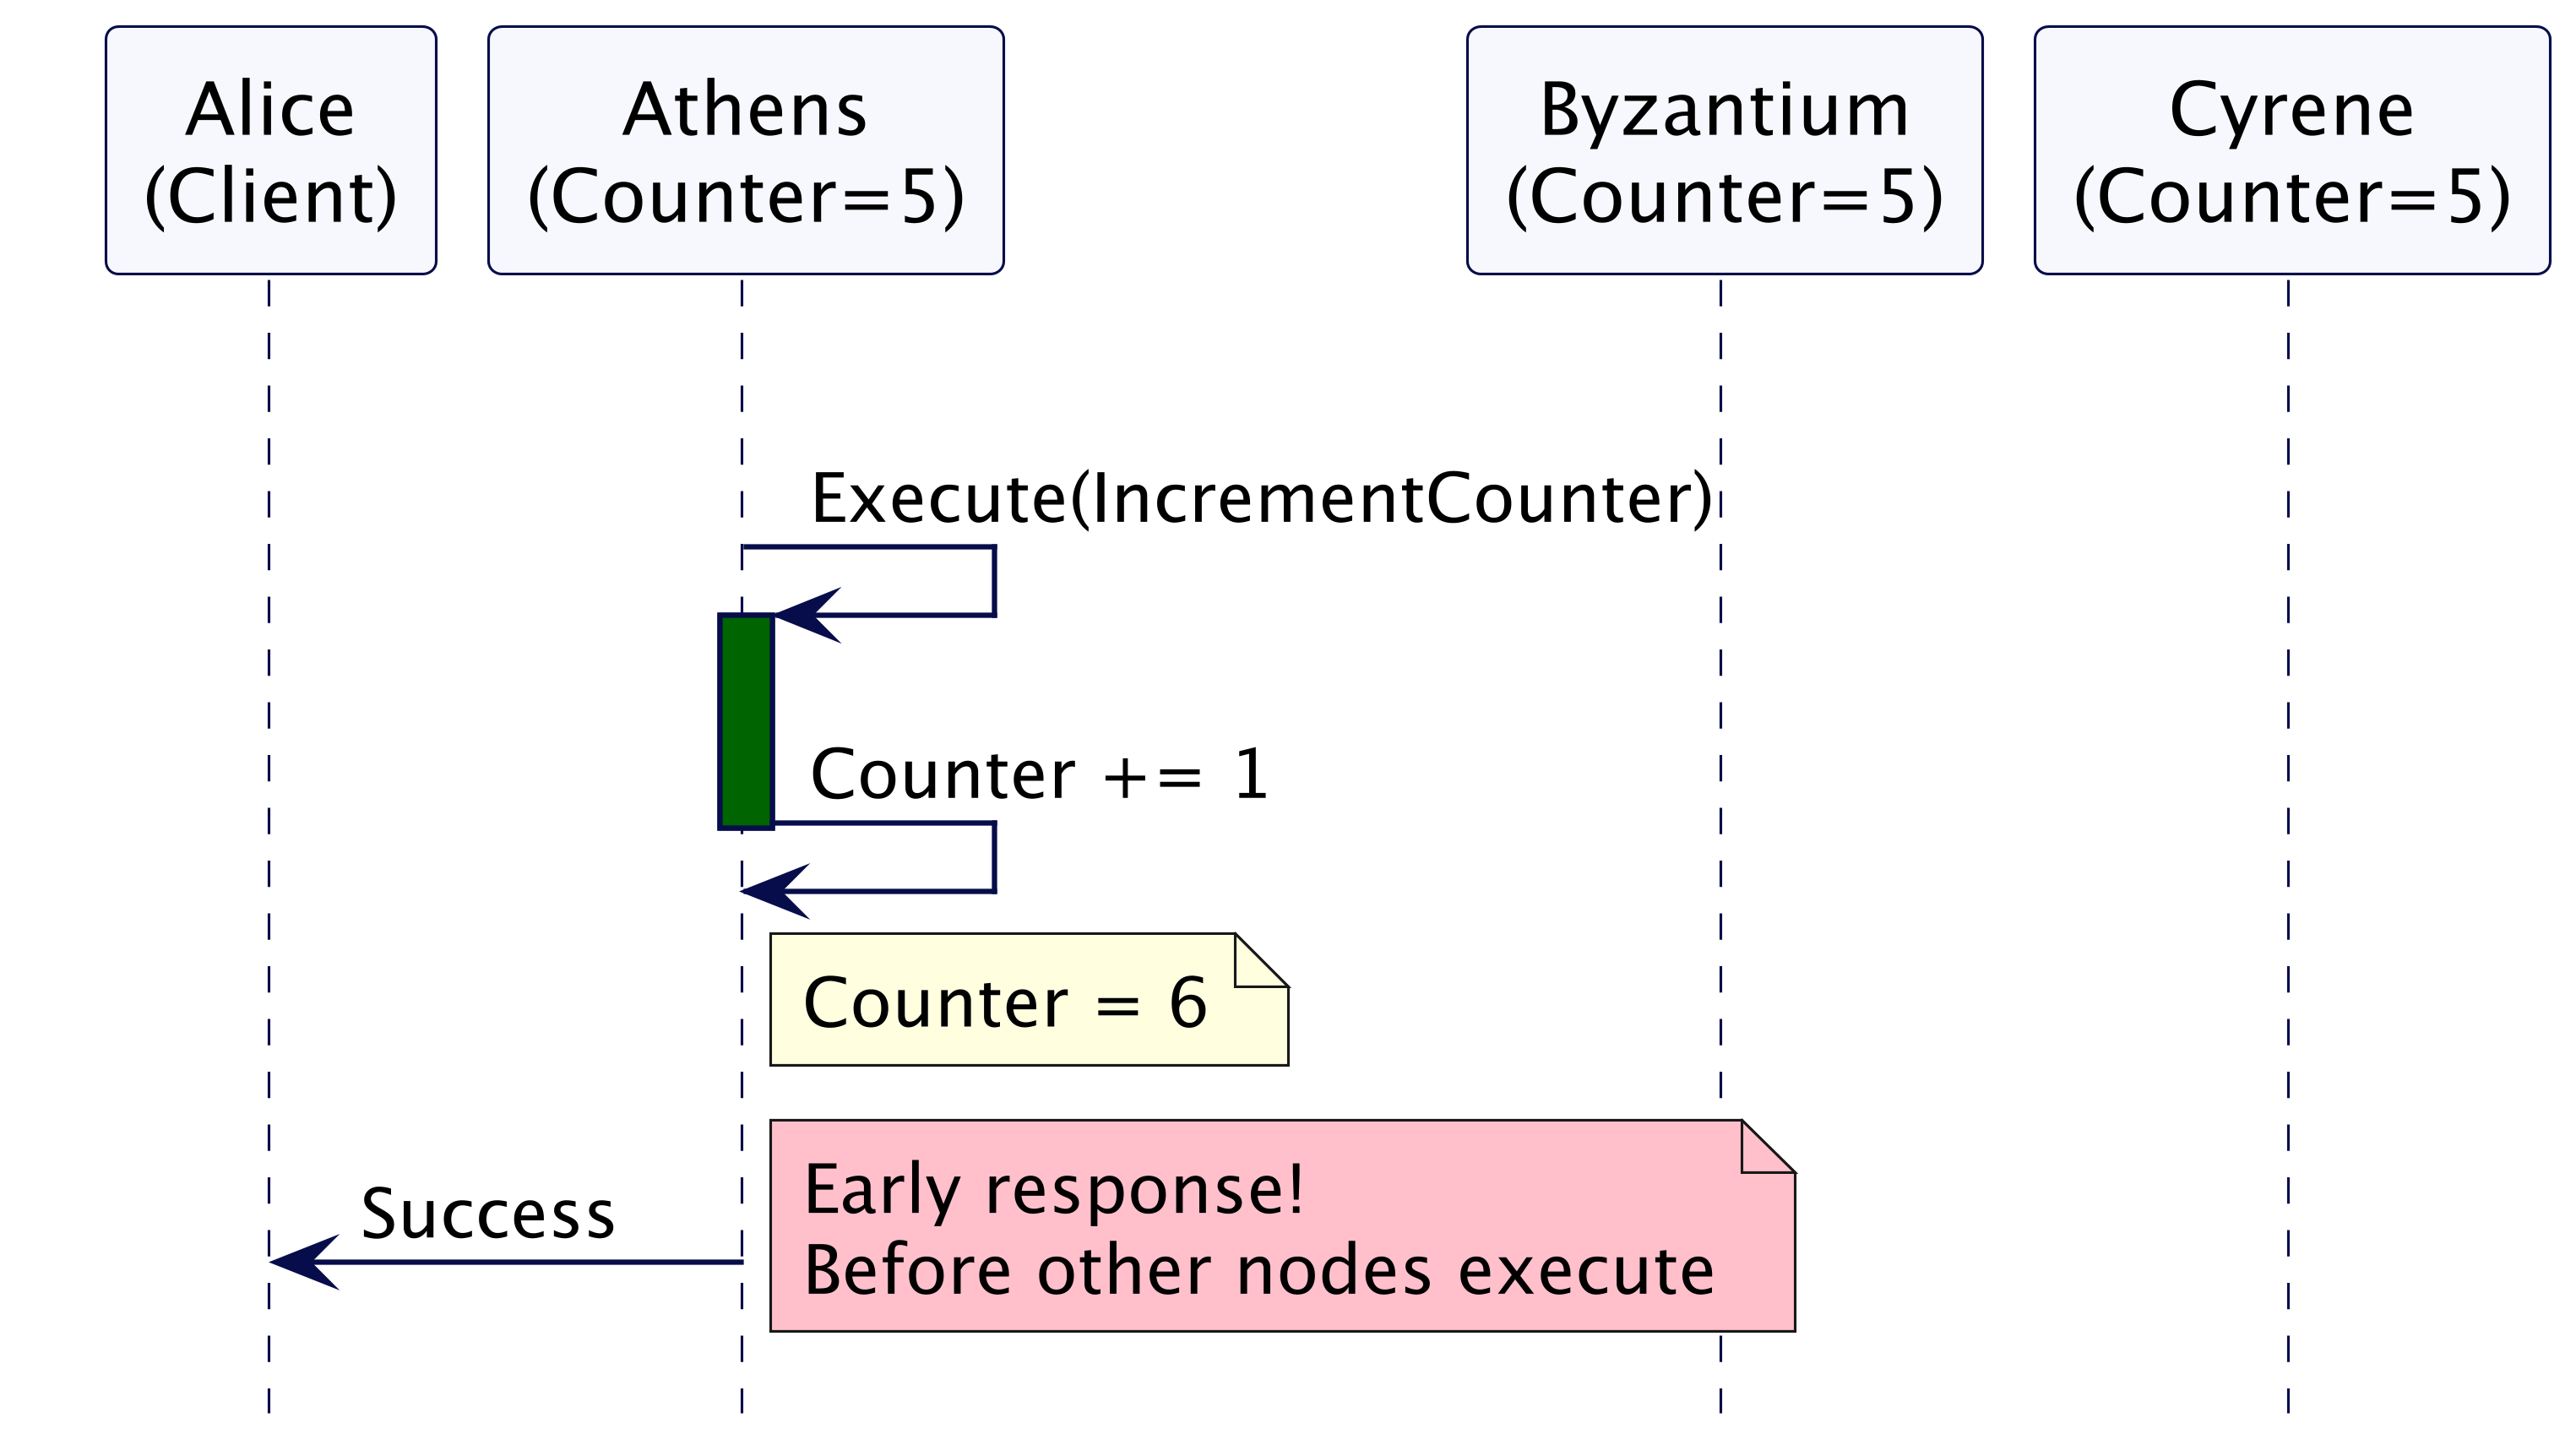 Alice
(Client)
Athens
(Counter=5)
Byzantium
(Counter=5)
Cyrene
(Counter=5)
Execute(IncrementCounter)
Counter += 1
Counter = 6
Early response!
Before other nodes execute
Success